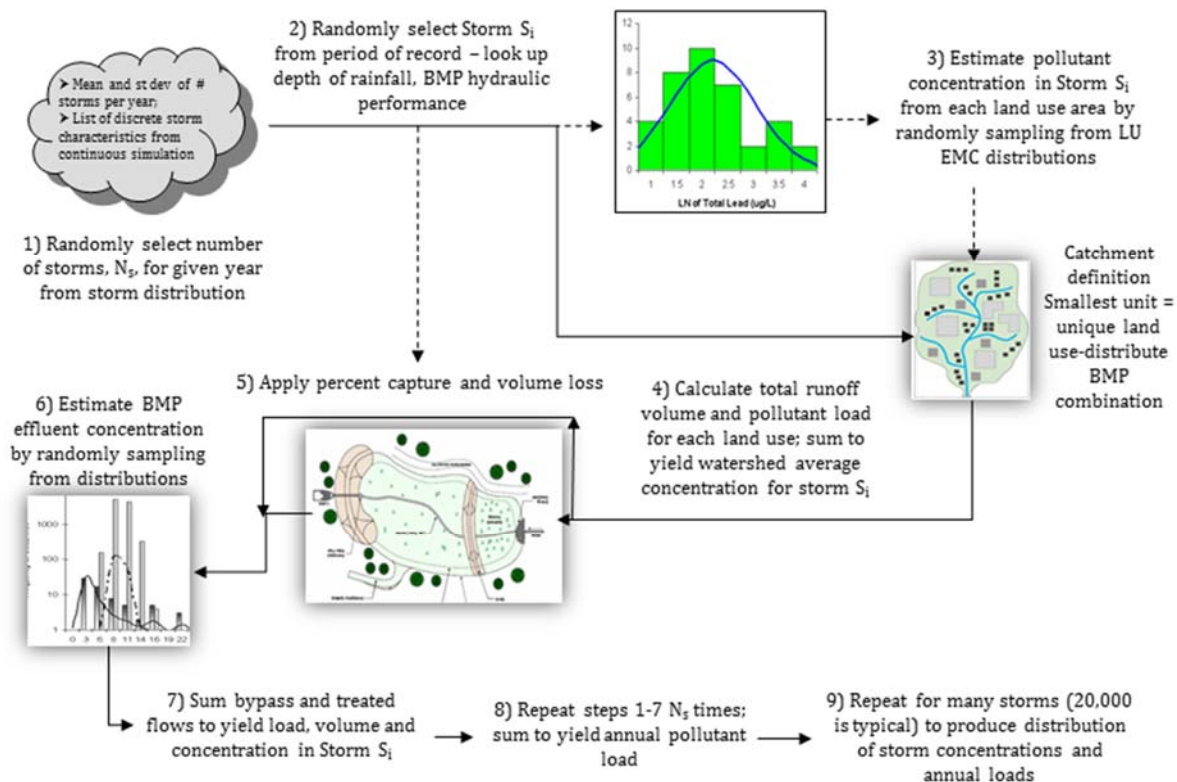 ➤ Mean and st dev of #
storms per year;
➤ List of discrete storm
characteristics from
continuous simulation
1) Randomly select number
of storms, Nₛ, for given year
from storm distribution
2) Randomly select Storm Sᵢ
from period of record – look up
depth of rainfall, BMP hydraulic
performance
12
10
8
6
4
2
0
1 1.5 2 2.5 3 3.5 4
LN of Total Lead (ug/L)
3) Estimate pollutant
concentration in Storm Sᵢ
from each land use area by
randomly sampling from LU
EMC distributions
Catchment
definition
Smallest unit =
unique land
use-distribute
BMP
combination
4) Calculate total runoff
volume and pollutant load
for each land use; sum to
yield watershed average
concentration for storm Sᵢ
5) Apply percent capture and volume loss
6) Estimate BMP
effluent concentration
by randomly sampling
from distributions
1000
100
10
1
0 3 6 8 11 14 16 19 22
7) Sum bypass and treated
flows to yield load, volume and
concentration in Storm Sᵢ
8) Repeat steps 1-7 Nₛ times;
sum to yield annual pollutant
load
9) Repeat for many storms (20,000
is typical) to produce distribution
of storm concentrations and
annual loads